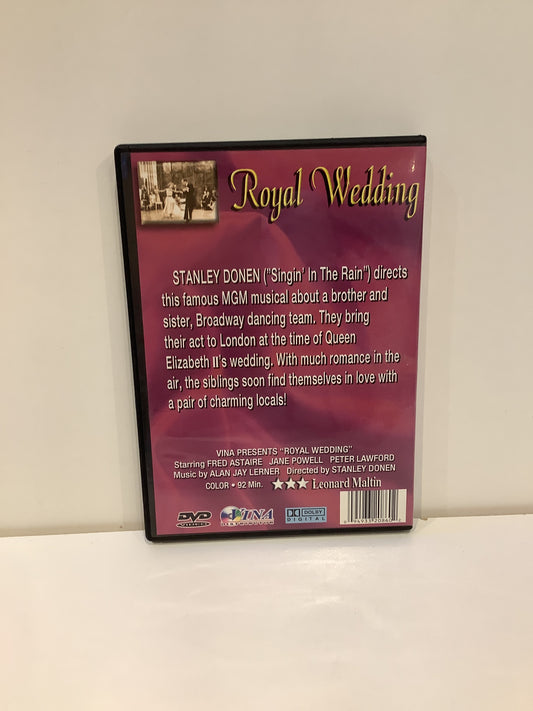 Royal Wedding
STANLEY DONEN ("Singin' In The Rain") directs
this famous MGM musical about a brother and
sister, Broadway dancing team. They bring
their act to London at the time of Queen
Elizabeth II's wedding. With much romance in the
air, the siblings soon find themselves in love with
a pair of charming locals!
VINA PRESENTS "ROYAL WEDDING"
Starring FRED ASTAIRE JANE POWELL PETER LAWFORD
Music by ALAN JAY LERNER Directed by STANLEY DONEN
COLOR • 92 Min. ★★★ Leonard Maltin
DVD
VIDEO
VINA
DISTRIBUTOR
DOLBY
DIGITAL